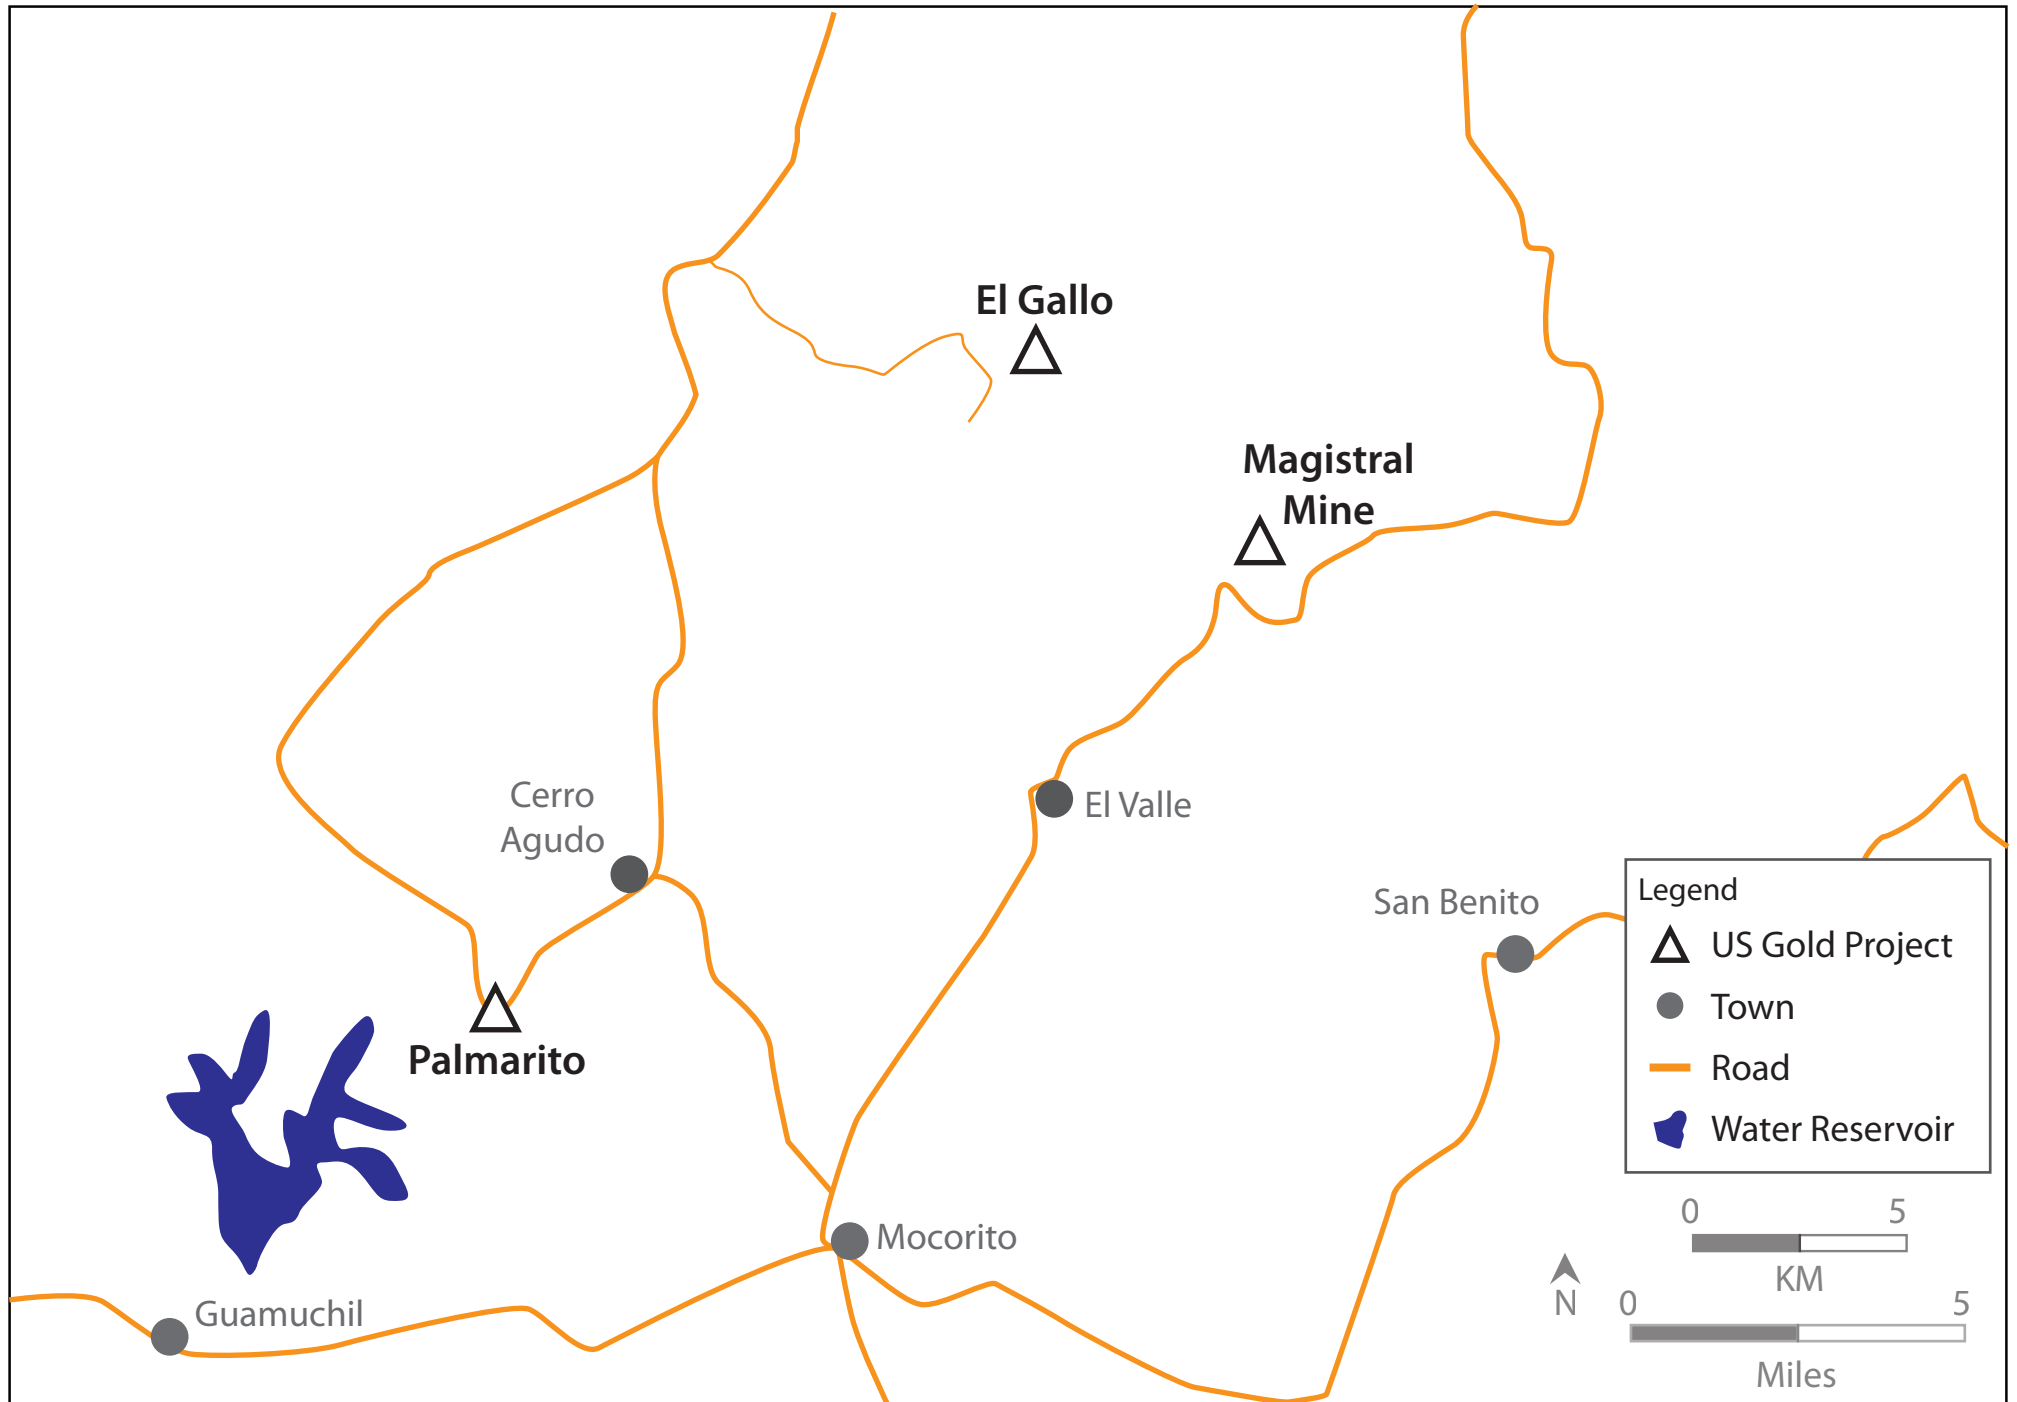 El Gallo
Magistral
Mine
Cerro
Agudo
El Valle
San Benito
Palmarito
Mocorito
Guamuchil
Legend
US Gold Project
Town
Road
Water Reservoir
0 5
KM
N
0 5
Miles